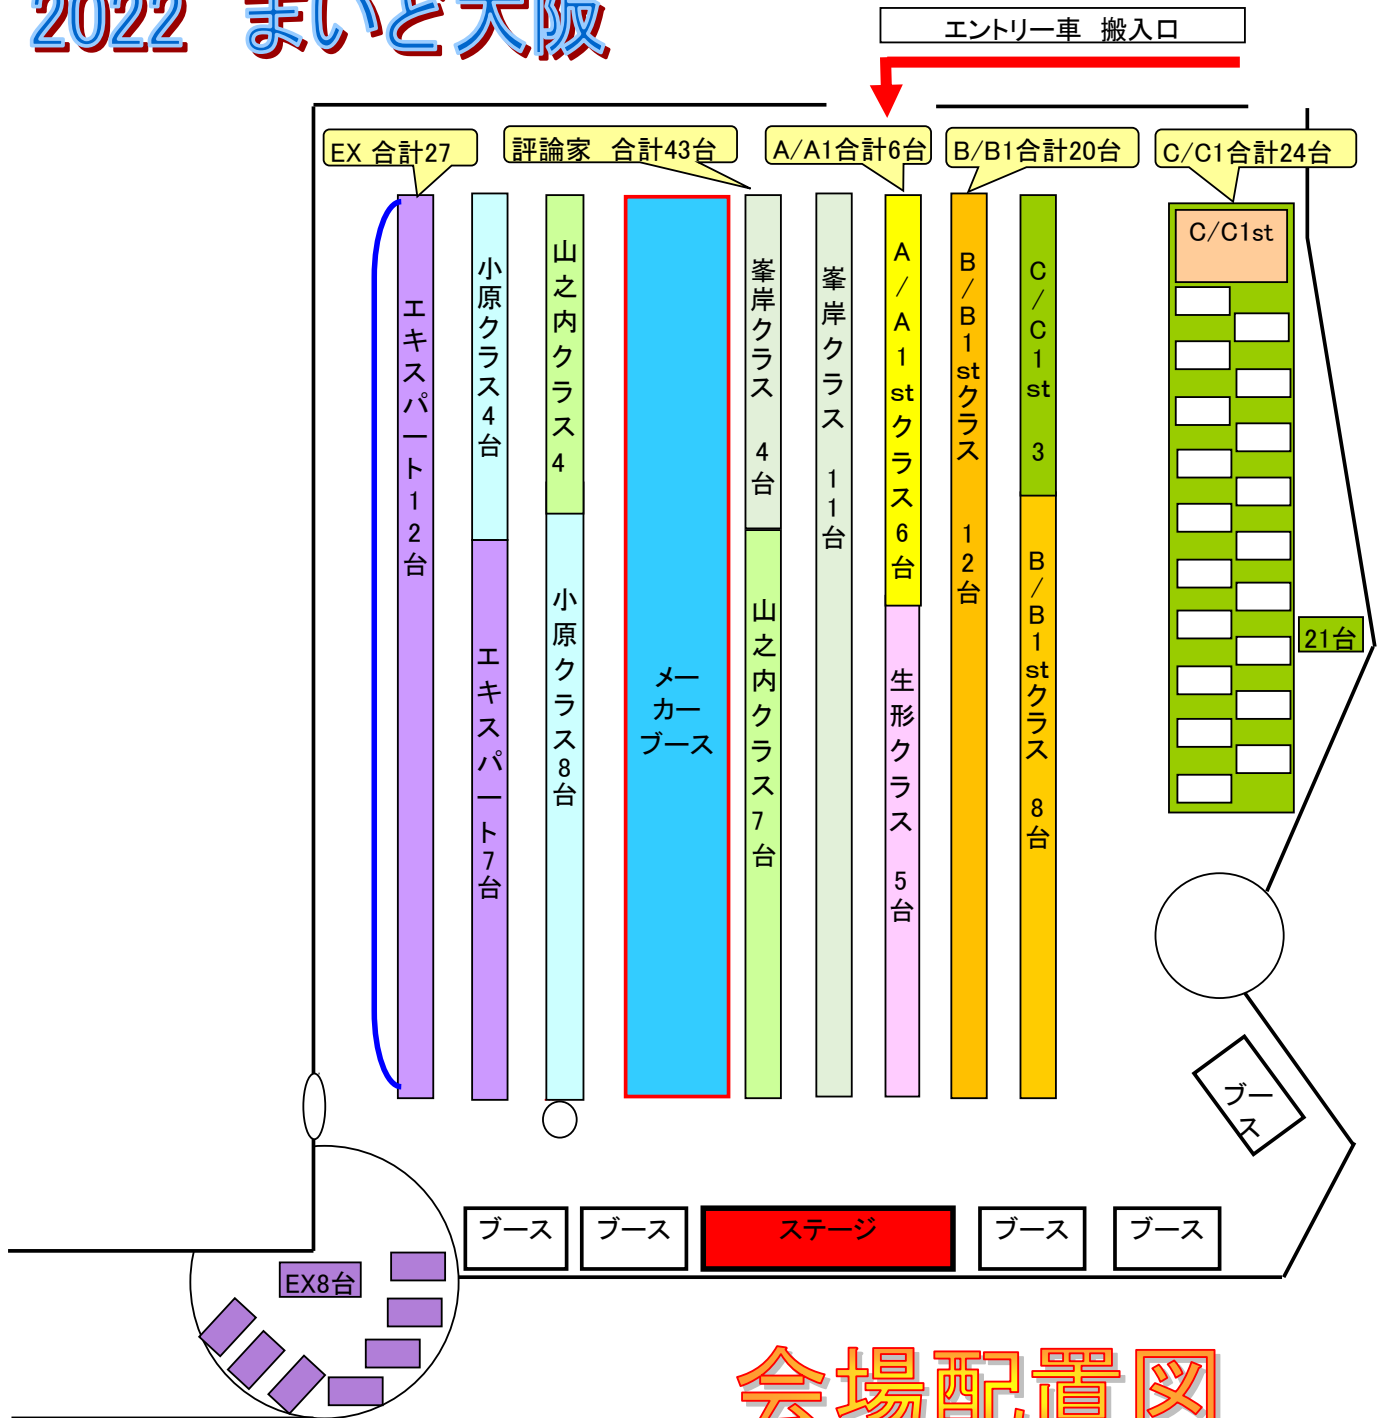 2022 まいど大阪
エントリー車 搬入口
EX 合計27
評論家 合計43台
A/A1合計6台
B/B1合計20台
C/C1合計24台
エキスパート12台
小原クラス4台
エキスパート7台
山之内クラス4
小原クラス8台
メー
カー
ブース
峯岸クラス 4台
山之内クラス7台
峯岸クラス 11台
A/A1stクラス6台
生形クラス 5台
B/B1stクラス 12台
C/C1st 3
B/B1stクラス 8台
C/C1st
21台
ブー
ス
ブース
ブース
ステージ
ブース
ブース
EX8台
会場配置図